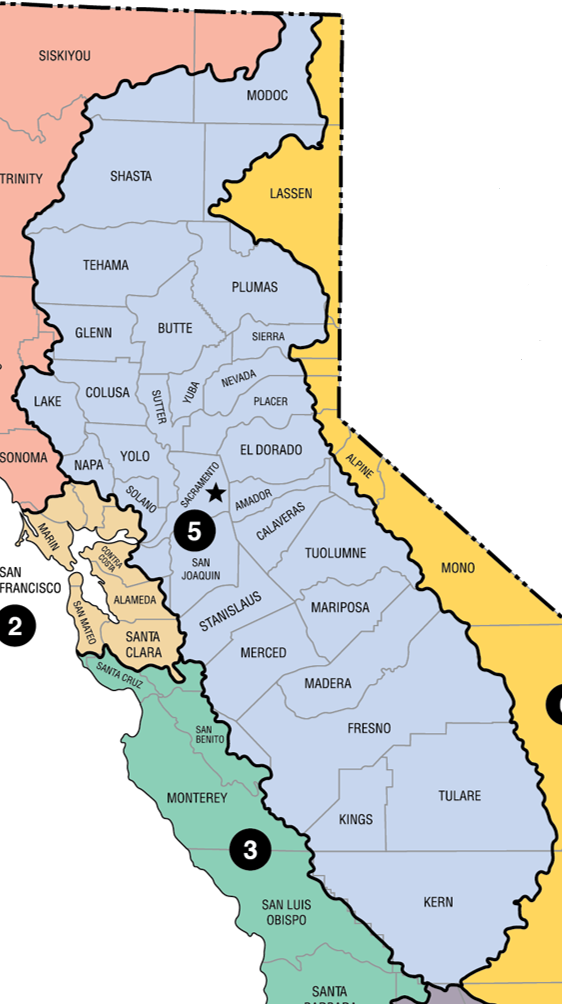 SISKIYOU
MODOC
TRINITY
SHASTA
LASSEN
TEHAMA
PLUMAS
GLENN
BUTTE
SIERRA
LAKE
COLUSA
SUTTER
YUBA
NEVADA
PLACER
SONOMA
NAPA
YOLO
EL DORADO
SOLANO
SACRAMENTO
AMADOR
ALPINE
CALAVERAS
5
MARIN
CONTRA
COSTA
SAN
JOAQUIN
TUOLUMNE
MONO
SAN
FRANCISCO
2
ALAMEDA
STANISLAUS
MARIPOSA
SAN MATEO
SANTA
CLARA
MERCED
SANTA CRUZ
MADERA
SAN
BENITO
FRESNO
MONTEREY
TULARE
KINGS
3
SAN LUIS
OBISPO
KERN
SANTA